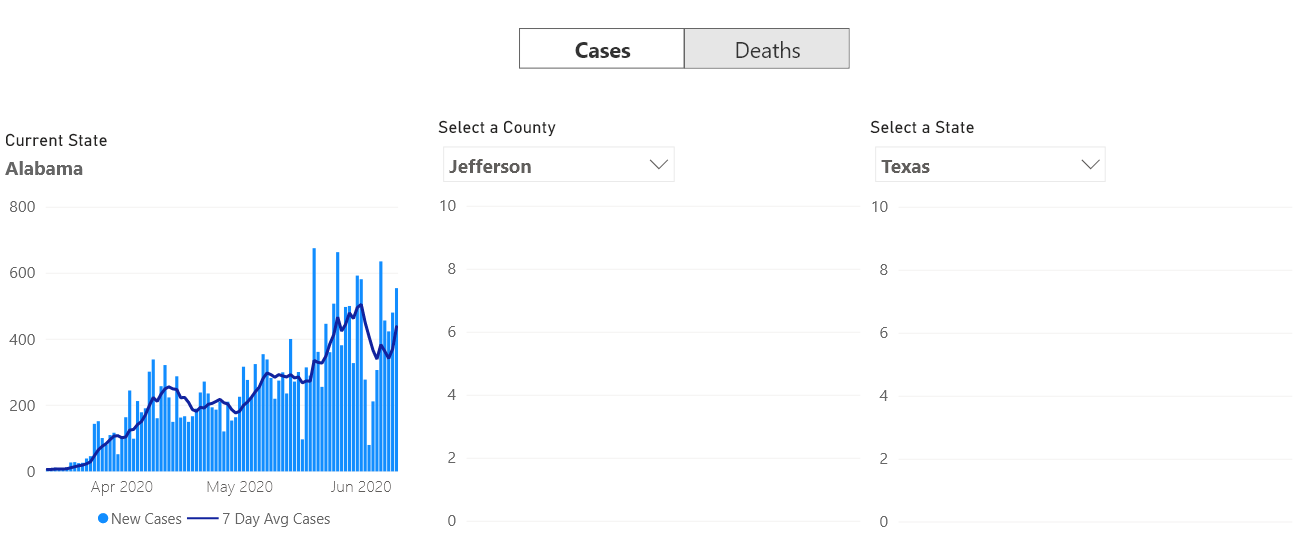 Cases Deaths
Current State
Alabama
800
600
400
200
0
Apr 2020 May 2020 Jun 2020
New Cases 7 Day Avg Cases
Select a County
Jefferson
10
8
6
4
2
0
Select a State
Texas
10
8
6
4
2
0